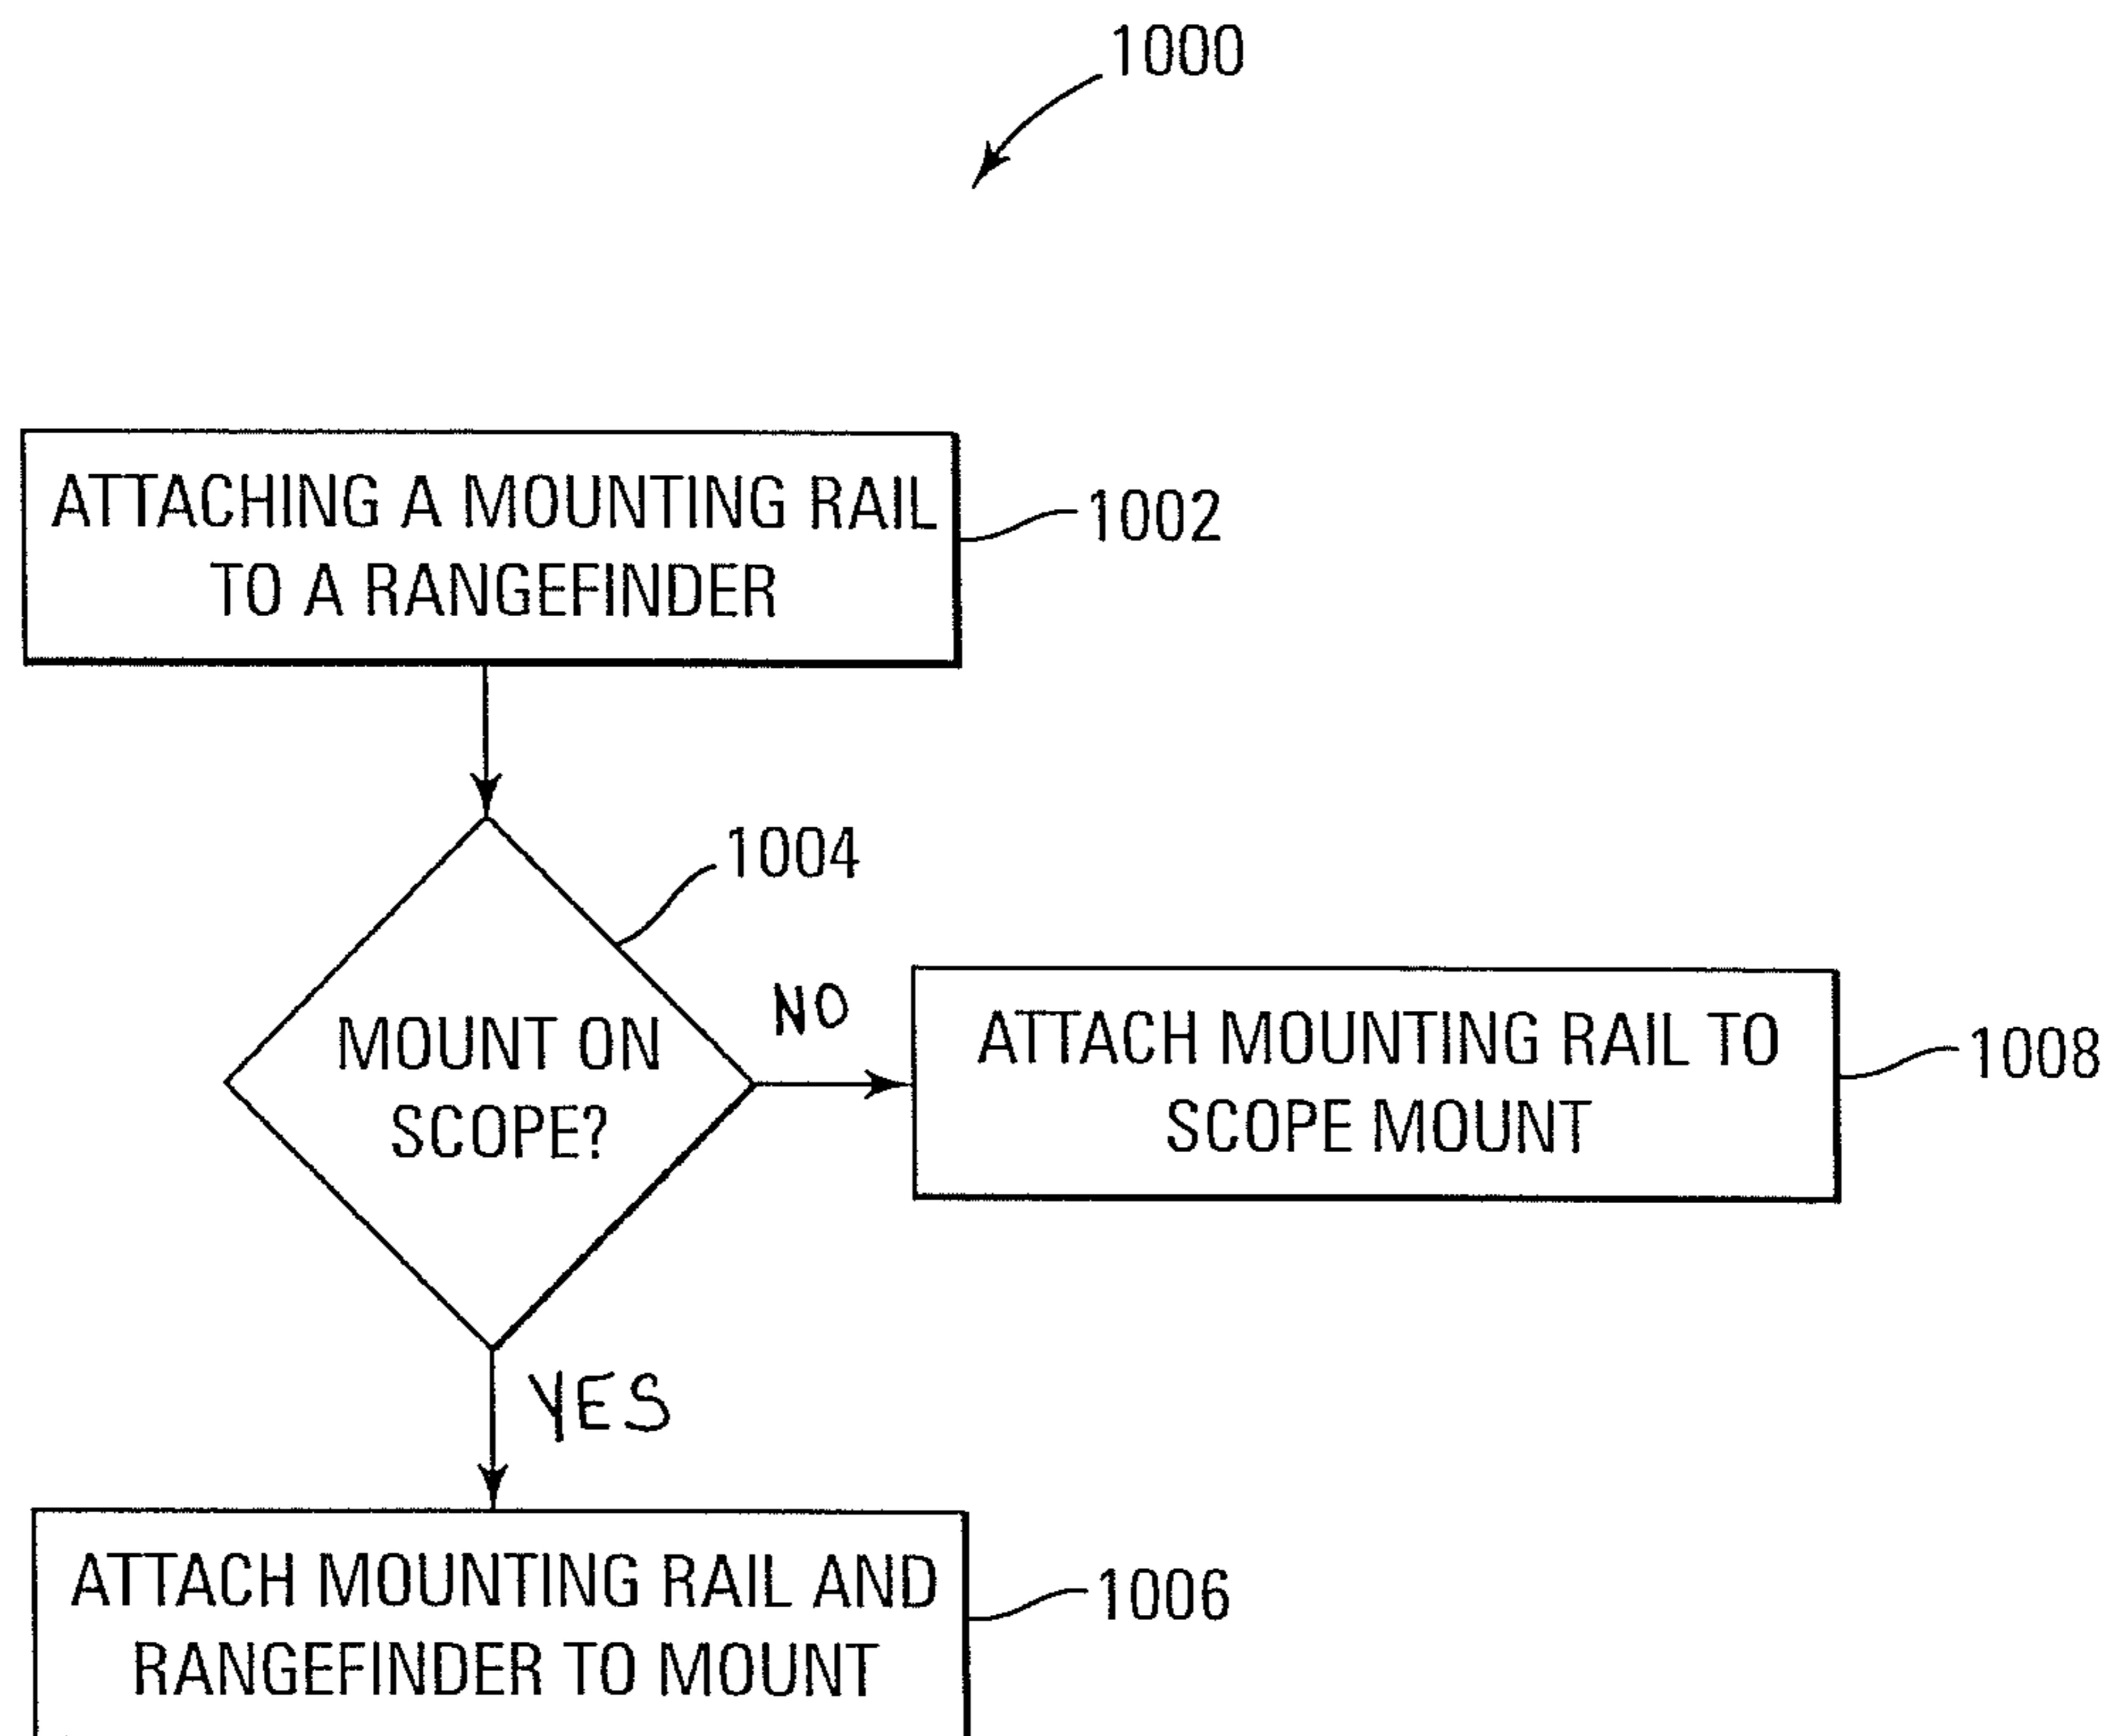 1000
ATTACHING A MOUNTING RAIL
TO A RANGEFINDER
1002
1004
MOUNT ON
SCOPE?
NO
ATTACH MOUNTING RAIL TO
SCOPE MOUNT
1008
YES
ATTACH MOUNTING RAIL AND
RANGEFINDER TO MOUNT
1006